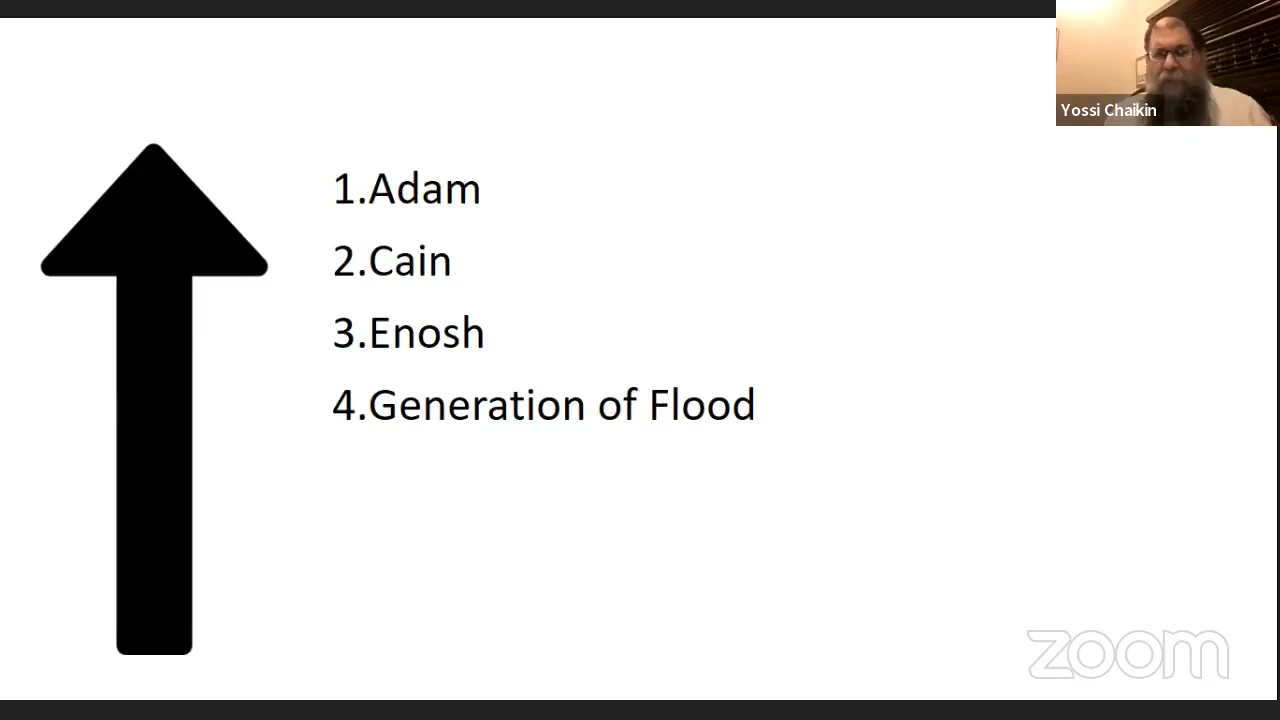 Yossi Chaikin
1.Adam
2.Cain
3.Enosh
4.Generation of Flood
zoom